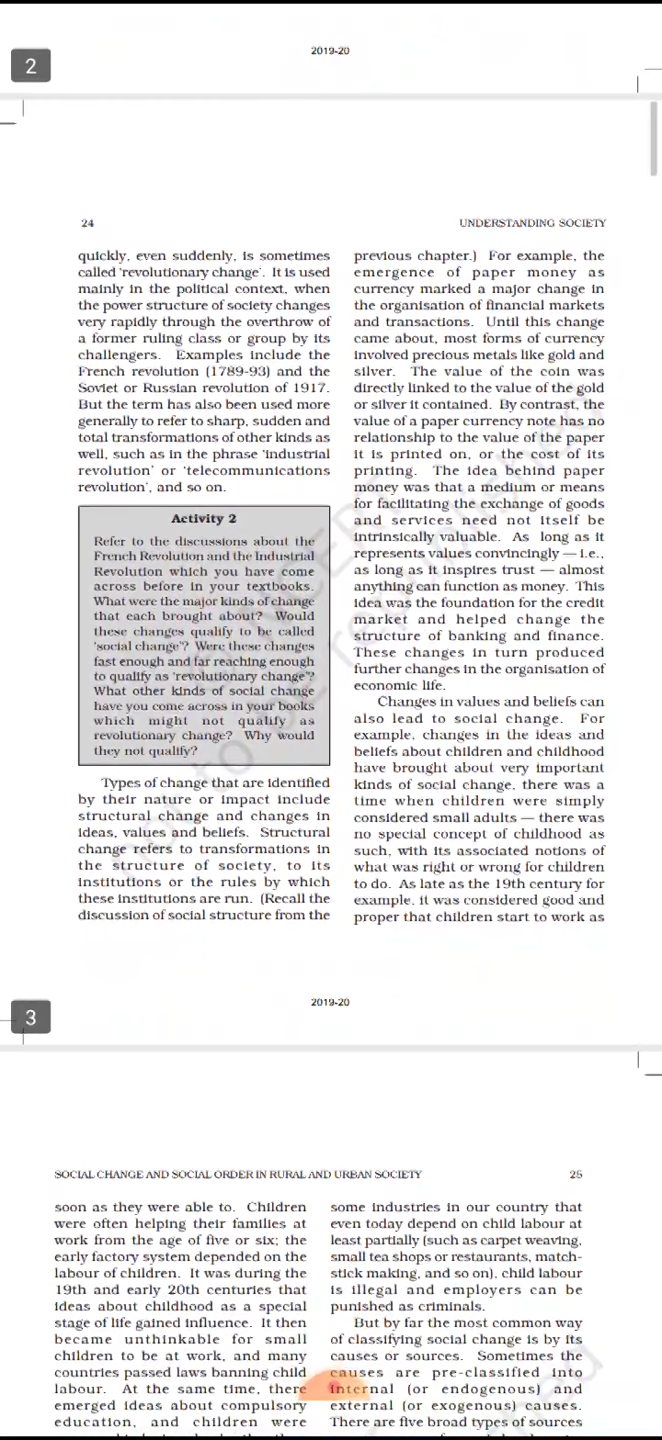 2019-20
2
24
UNDERSTANDING SOCIETY
quickly, even suddenly, is sometimes
called 'revolutionary change'. It is used
mainly in the political context, when
the power structure of society changes
very rapidly through the overthrow of
a former ruling class or group by its
challengers. Examples include the
French revolution (1789-93) and the
Soviet or Russian revolution of 1917.
But the term has also been used more
generally to refer to sharp, sudden and
total transformations of other kinds as
well, such as in the phrase 'industrial
revolution' or 'telecommunications
revolution', and so on.
Activity 2
Refer to the discussions about the
French Revolution and the Industrial
Revolution which you have come
across before in your textbooks.
What were the major kinds of change
that each brought about? Would
these changes qualify to be called
'social change'? Were these changes
fast enough and far reaching enough
to qualify as 'revolutionary change'?
What other kinds of social change
have you come across in your books
which might not qualify as
revolutionary change? Why would
they not qualify?
Types of change that are identified
by their nature or impact include
structural change and changes in
ideas, values and beliefs. Structural
change refers to transformations in
the structure of society, to its
institutions or the rules by which
these institutions are run. (Recall the
discussion of social structure from the
previous chapter.) For example, the
emergence of paper money as
currency marked a major change in
the organisation of financial markets
and transactions. Until this change
came about, most forms of currency
involved precious metals like gold and
silver. The value of the coin was
directly linked to the value of the gold
or silver it contained. By contrast, the
value of a paper currency note has no
relationship to the value of the paper
it is printed on, or the cost of its
printing. The idea behind paper
money was that a medium or means
for facilitating the exchange of goods
and services need not itself be
intrinsically valuable. As long as it
represents values convincingly — i.e.,
as long as it inspires trust — almost
anything can function as money. This
idea was the foundation for the credit
market and helped change the
structure of banking and finance.
These changes in turn produced
further changes in the organisation of
economic life.
Changes in values and beliefs can
also lead to social change. For
example, changes in the ideas and
beliefs about children and childhood
have brought about very important
kinds of social change, there was a
time when children were simply
considered small adults — there was
no special concept of childhood as
such, with its associated notions of
what was right or wrong for children
to do. As late as the 19th century for
example, it was considered good and
proper that children start to work as
2019-20
3
SOCIAL CHANGE AND SOCIAL ORDER IN RURAL AND URBAN SOCIETY
25
soon as they were able to. Children
were often helping their families at
work from the age of five or six; the
early factory system depended on the
labour of children. It was during the
19th and early 20th centuries that
ideas about childhood as a special
stage of life gained influence. It then
became unthinkable for small
children to be at work, and many
countries passed laws banning child
labour. At the same time, there
emerged ideas about compulsory
education, and children were
some industries in our country that
even today depend on child labour at
least partially (such as carpet weaving,
small tea shops or restaurants, match-
stick making, and so on), child labour
is illegal and employers can be
punished as criminals.
But by far the most common way
of classifying social change is by its
causes or sources. Sometimes the
causes are pre-classified into
internal (or endogenous) and
external (or exogenous) causes.
There are five broad types of sources